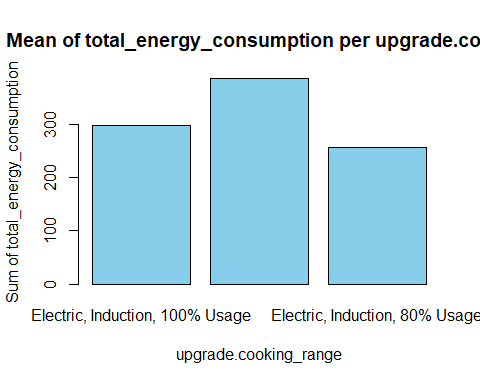 Mean of total_energy_consumption per upgrade.co
Sum of total_energy_consumption
300
200
100
0
Electric, Induction, 100% Usage Electric, Induction, 80% Usage
upgrade.cooking_range